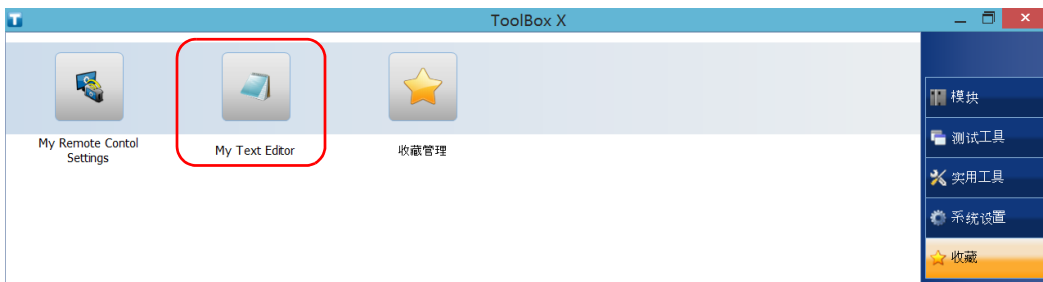 T
ToolBox X
My Remote Contol
Settings
My Text Editor
收藏管理
模块
测试工具
实用工具
系统设置
收藏